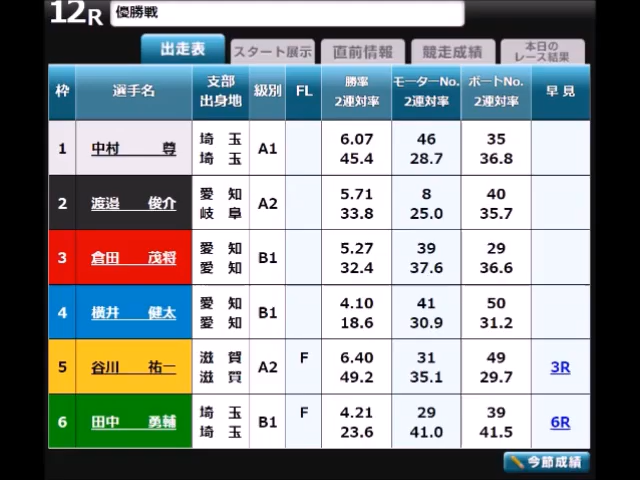 12R 優勝戦
出走表 スタート展示 直前情報 競走成績 本日の
レース結果
枠 選手名 支部 出身地 級別 FL 勝率 2連対率 モーターNo. 2連対率 ボートNo. 2連対率 早見
1 中村 尊 埼玉 A1 6.07 46 35
埼玉 45.4 28.7 36.8
2 渡邉 俊介 愛知 A2 5.71 8 40
岐阜 33.8 25.0 35.7
3 倉田 茂将 愛知 B1 5.27 39 29
愛知 32.4 37.6 36.6
4 横井 健太 愛知 B1 4.10 41 50
愛知 18.6 30.9 31.2
5 谷川 祐一 滋賀 A2 F 6.40 31 49 3R
滋賀 49.2 35.1 29.7
6 田中 勇輔 埼玉 B1 F 4.21 29 39 6R
埼玉 23.6 41.0 41.5
今節成績